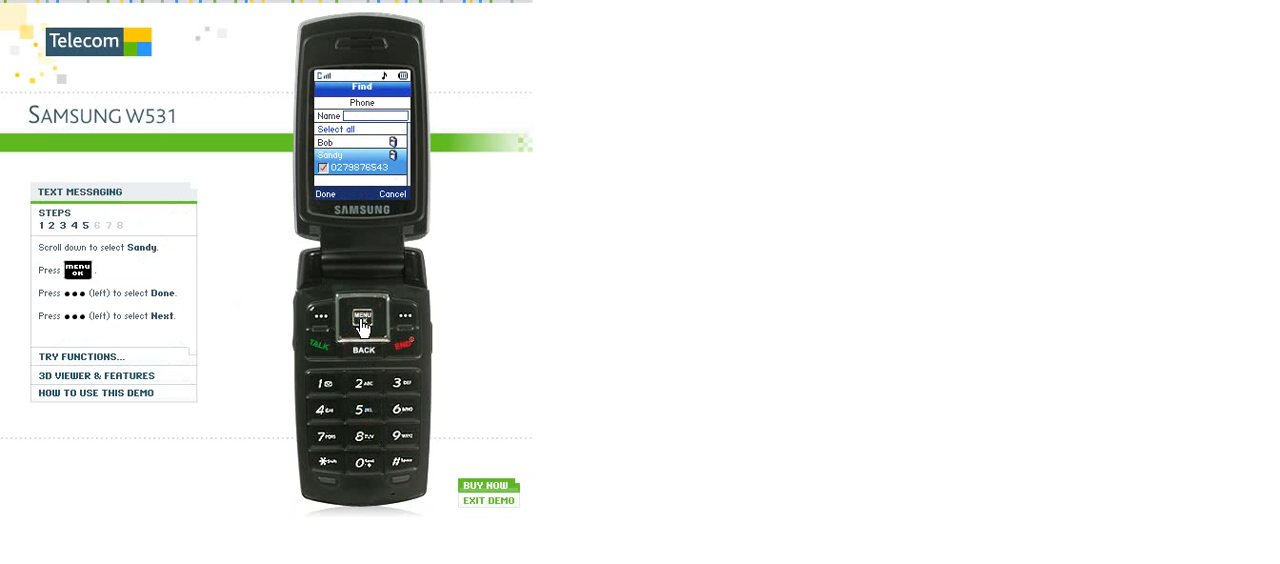 Telecom
SAMSUNG W531
TEXT MESSAGING
STEPS
1 2 3 4 5 6 7 8
Scroll down to select Sandy.
Press MENU OK .
Press ●●● (left) to select Done.
Press ●●● (left) to select Next.
TRY FUNCTIONS...
3D VIEWER & FEATURES
HOW TO USE THIS DEMO
Find
Phone
Name
Select all
Bob
Sandy
0279876543
Done Cancel
SAMSUNG
MENU
TALK
BACK
END
1 2 ABC 3 DEF
4 GHI 5 JKL 6 MNO
7 PQRS 8 TUV 9 WXYZ
* Shift 0 # Space
BUY NOW
EXIT DEMO